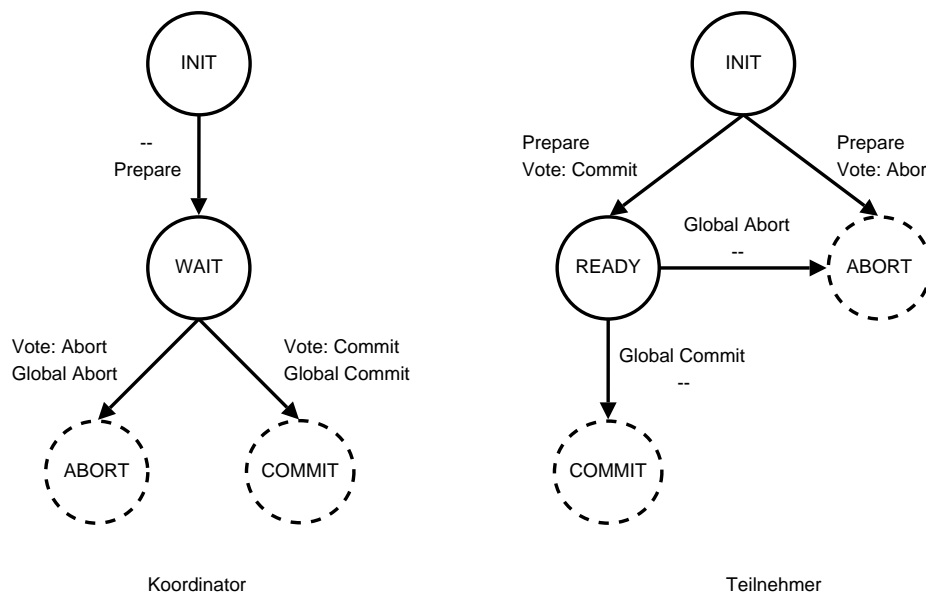 INIT
--
Prepare
WAIT
Vote: Abort
Global Abort
Vote: Commit
Global Commit
ABORT
COMMIT
Koordinator
INIT
Prepare
Vote: Commit
Prepare
Vote: Abor
READY
Global Abort
--
ABORT
Global Commit
--
COMMIT
Teilnehmer